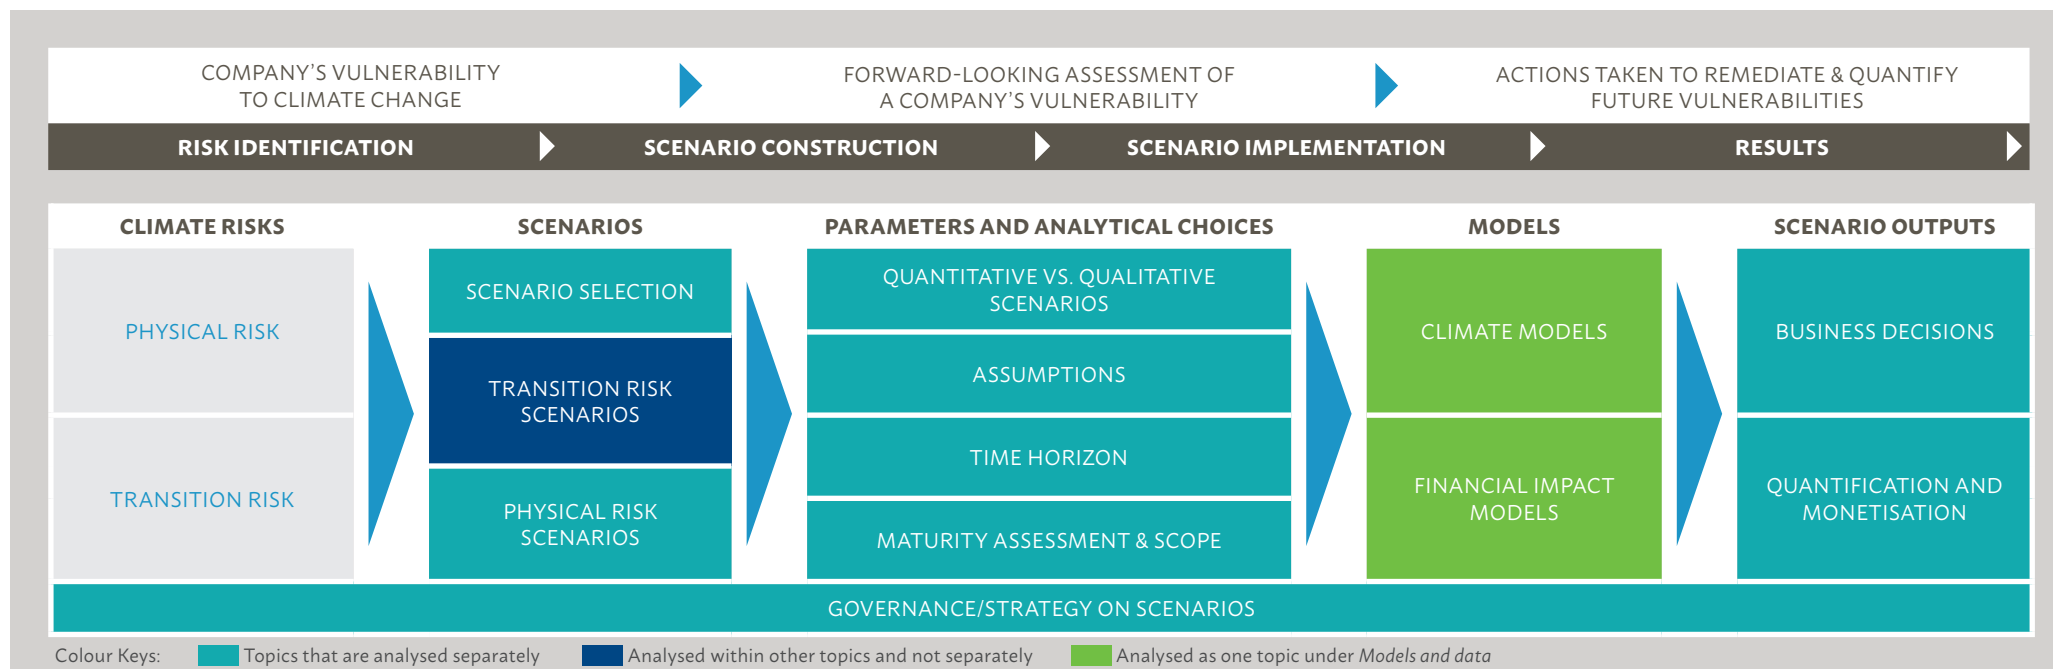 COMPANY'S VULNERABILITY
TO CLIMATE CHANGE
FORWARD-LOOKING ASSESSMENT OF
A COMPANY'S VULNERABILITY
ACTIONS TAKEN TO REMEDIATE & QUANTIFY
FUTURE VULNERABILITIES
RISK IDENTIFICATION
SCENARIO CONSTRUCTION
SCENARIO IMPLEMENTATION
RESULTS
CLIMATE RISKS
PHYSICAL RISK
TRANSITION RISK
SCENARIOS
SCENARIO SELECTION
TRANSITION RISK
SCENARIOS
PHYSICAL RISK
SCENARIOS
PARAMETERS AND ANALYTICAL CHOICES
QUANTITATIVE VS. QUALITATIVE
SCENARIOS
ASSUMPTIONS
TIME HORIZON
MATURITY ASSESSMENT & SCOPE
MODELS
CLIMATE MODELS
FINANCIAL IMPACT
MODELS
SCENARIO OUTPUTS
BUSINESS DECISIONS
QUANTIFICATION AND
MONETISATION
GOVERNANCE/STRATEGY ON SCENARIOS
Colour Keys:
Topics that are analysed separately
Analysed within other topics and not separately
Analysed as one topic under Models and data